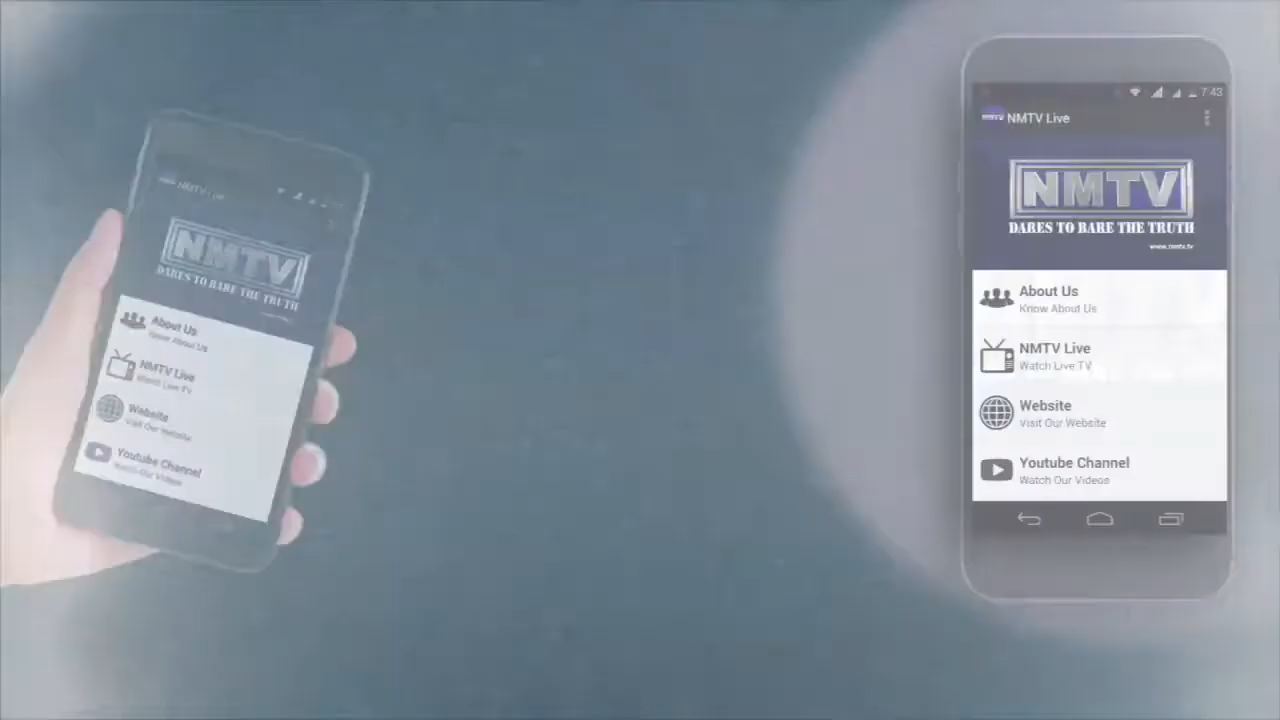 NMTV Live
NMTV
DARES TO BARE THE TRUTH
About Us
Know About Us
NMTV Live
Watch Live TV
Website
Visit Our Website
Youtube Channel
Watch Our Videos
7:43
NMTV
NMTV Live
NMTV
DARES TO BARE THE TRUTH
www.nmtv.tv
About Us
Know About Us
NMTV Live
Watch Live TV
Website
Visit Our Website
Youtube Channel
Watch Our Videos